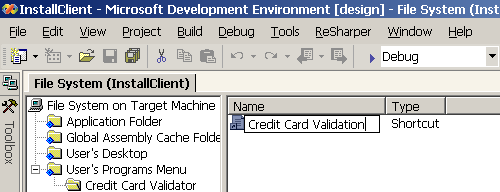 InstallClient - Microsoft Development Environment [design] - File System (InstallClient)
File Edit View Project Build Debug Tools ReSharper Window Help
Debug
File System (InstallClient)
Toolbox
File System on Target Machine
Application Folder
Global Assembly Cache Folde
User's Desktop
User's Programs Menu
Credit Card Validator
Name Type
Credit Card Validation Shortcut